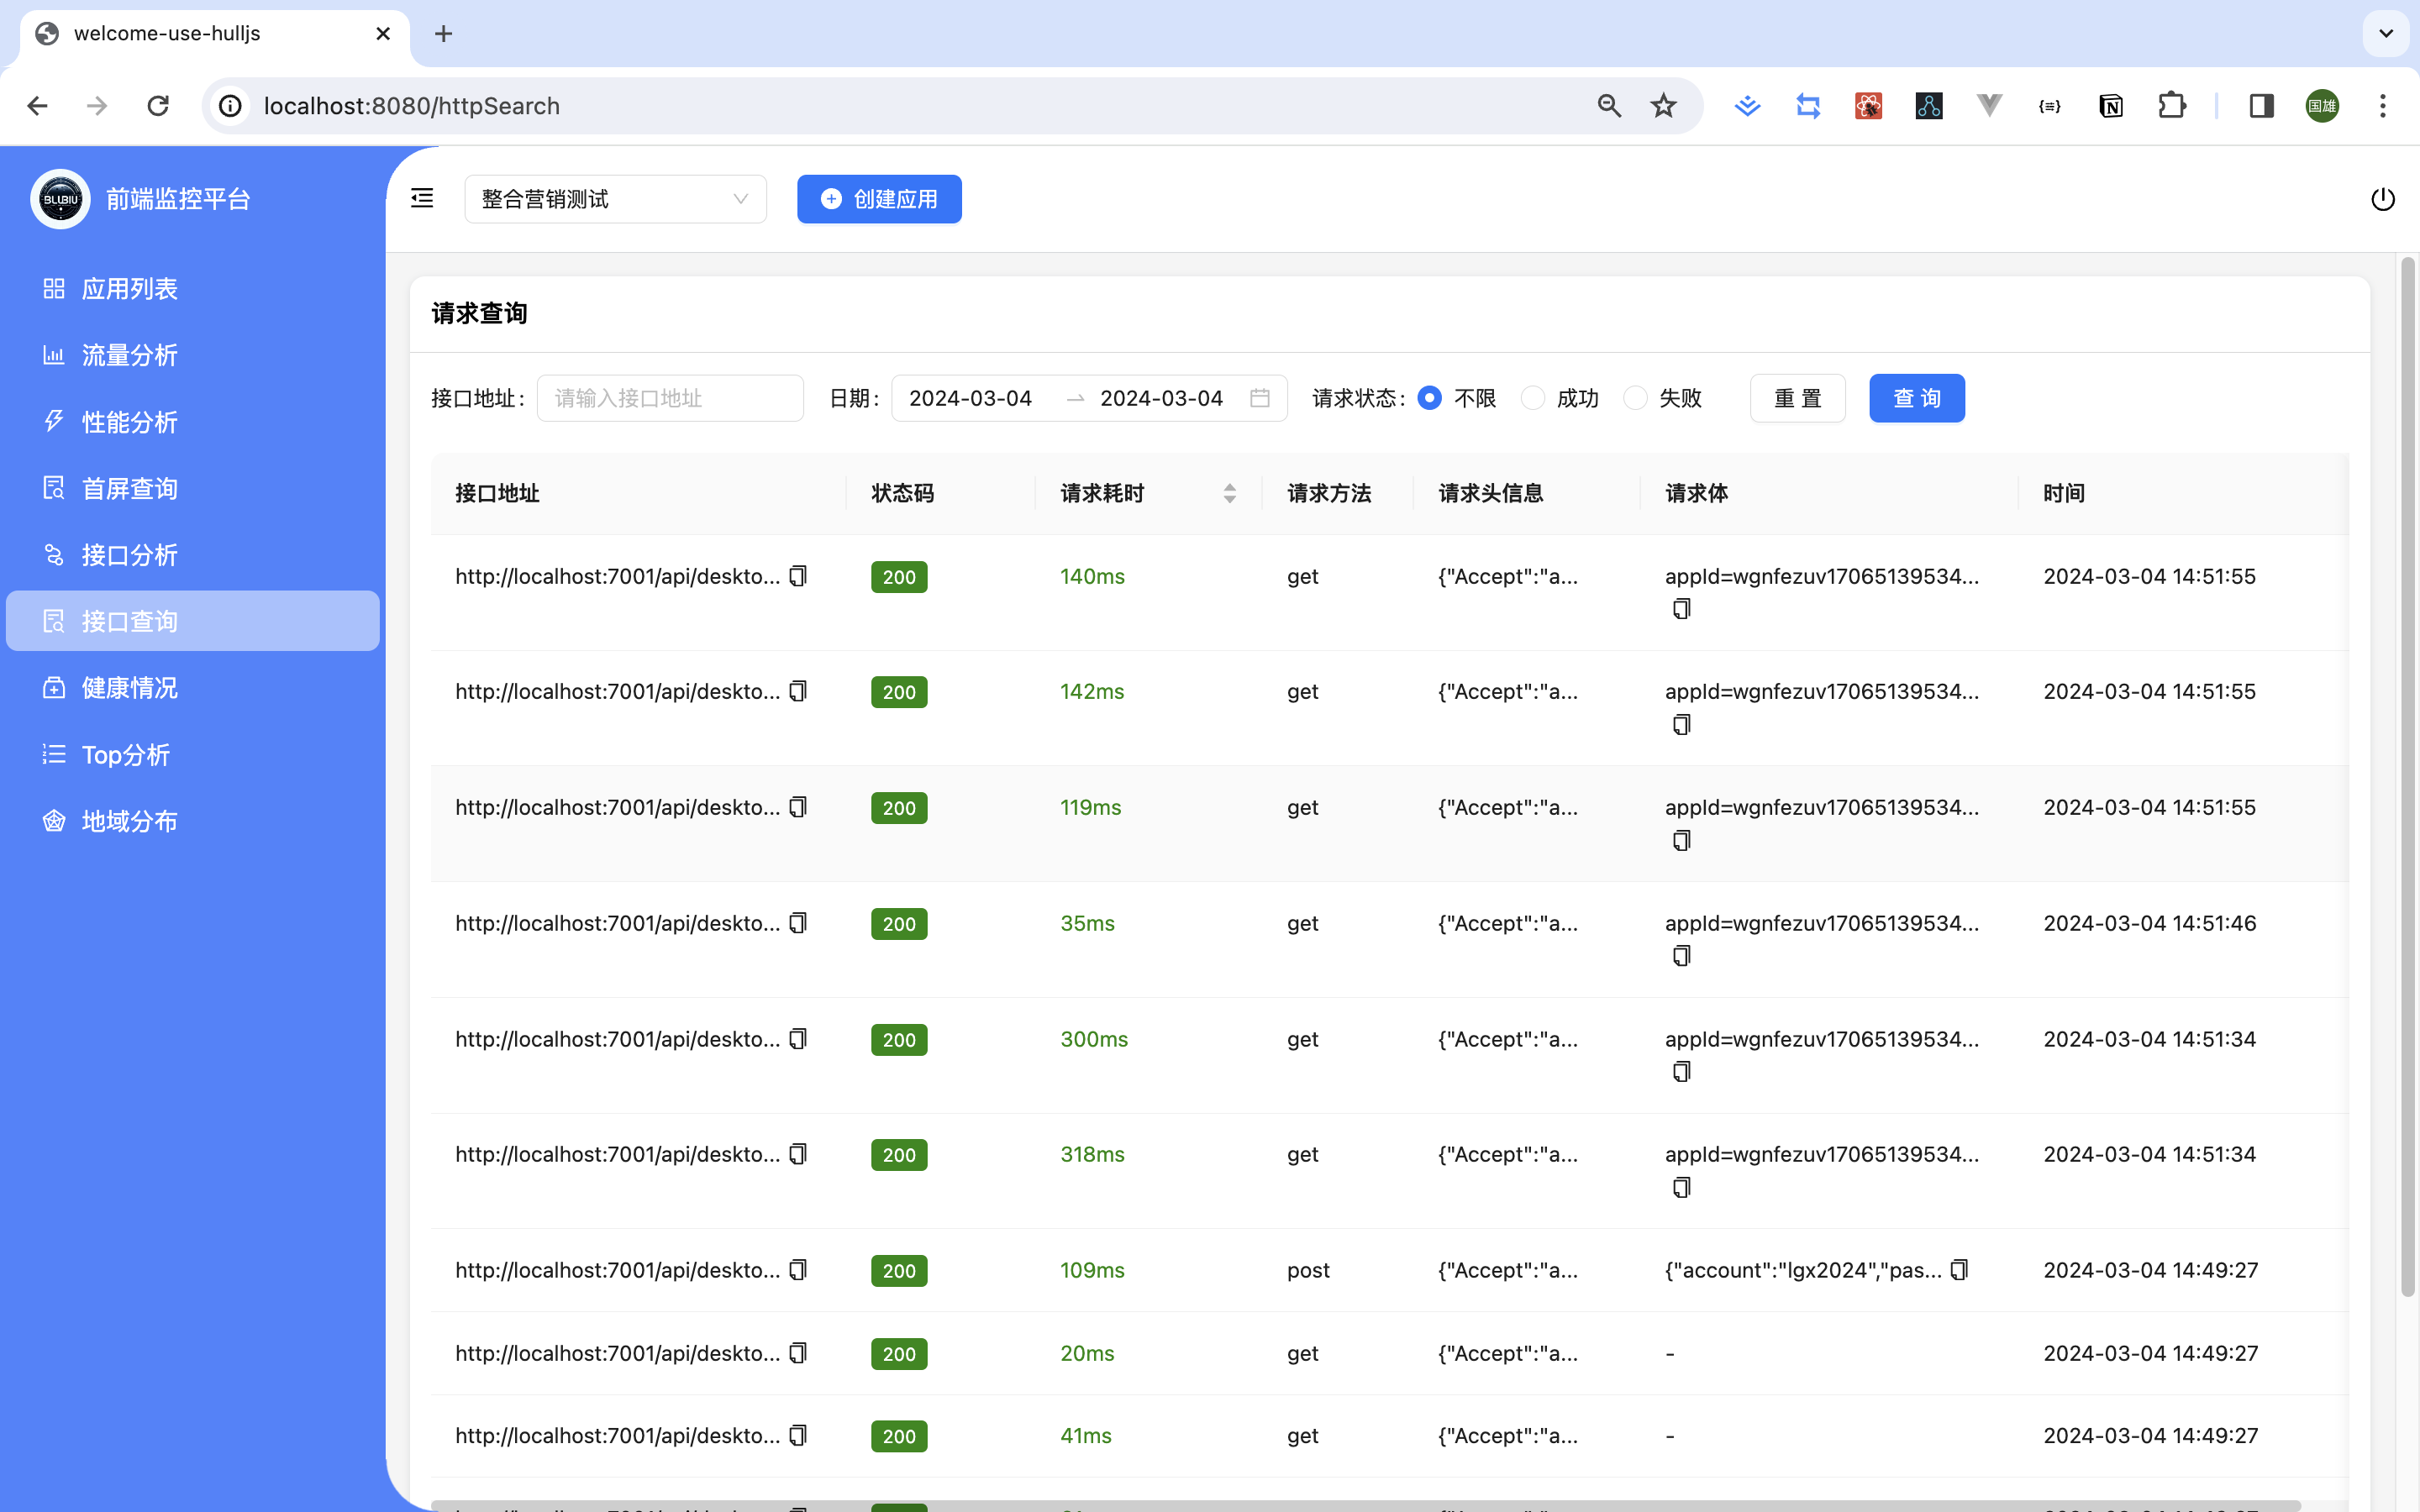 welcome-use-hulljs
localhost:8080/httpSearch
国雄
BLUBIU
前端监控平台
整合营销测试
创建应用
应用列表
流量分析
性能分析
首屏查询
接口分析
接口查询
健康情况
Top分析
地域分布
请求查询
接口地址: 请输入接口地址 日期: 2024-03-04 → 2024-03-04 请求状态: 不限 成功 失败 重 置 查 询
接口地址 状态码 请求耗时 请求方法 请求头信息 请求体 时间
http://localhost:7001/api/deskto... 200 140ms get {"Accept":"a... appId=wgnfezuv17065139534... 2024-03-04 14:51:55
http://localhost:7001/api/deskto... 200 142ms get {"Accept":"a... appId=wgnfezuv17065139534... 2024-03-04 14:51:55
http://localhost:7001/api/deskto... 200 119ms get {"Accept":"a... appId=wgnfezuv17065139534... 2024-03-04 14:51:55
http://localhost:7001/api/deskto... 200 35ms get {"Accept":"a... appId=wgnfezuv17065139534... 2024-03-04 14:51:46
http://localhost:7001/api/deskto... 200 300ms get {"Accept":"a... appId=wgnfezuv17065139534... 2024-03-04 14:51:34
http://localhost:7001/api/deskto... 200 318ms get {"Accept":"a... appId=wgnfezuv17065139534... 2024-03-04 14:51:34
http://localhost:7001/api/deskto... 200 109ms post {"Accept":"a... {"account":"lgx2024","pas... 2024-03-04 14:49:27
http://localhost:7001/api/deskto... 200 20ms get {"Accept":"a... - 2024-03-04 14:49:27
http://localhost:7001/api/deskto... 200 41ms get {"Accept":"a... - 2024-03-04 14:49:27